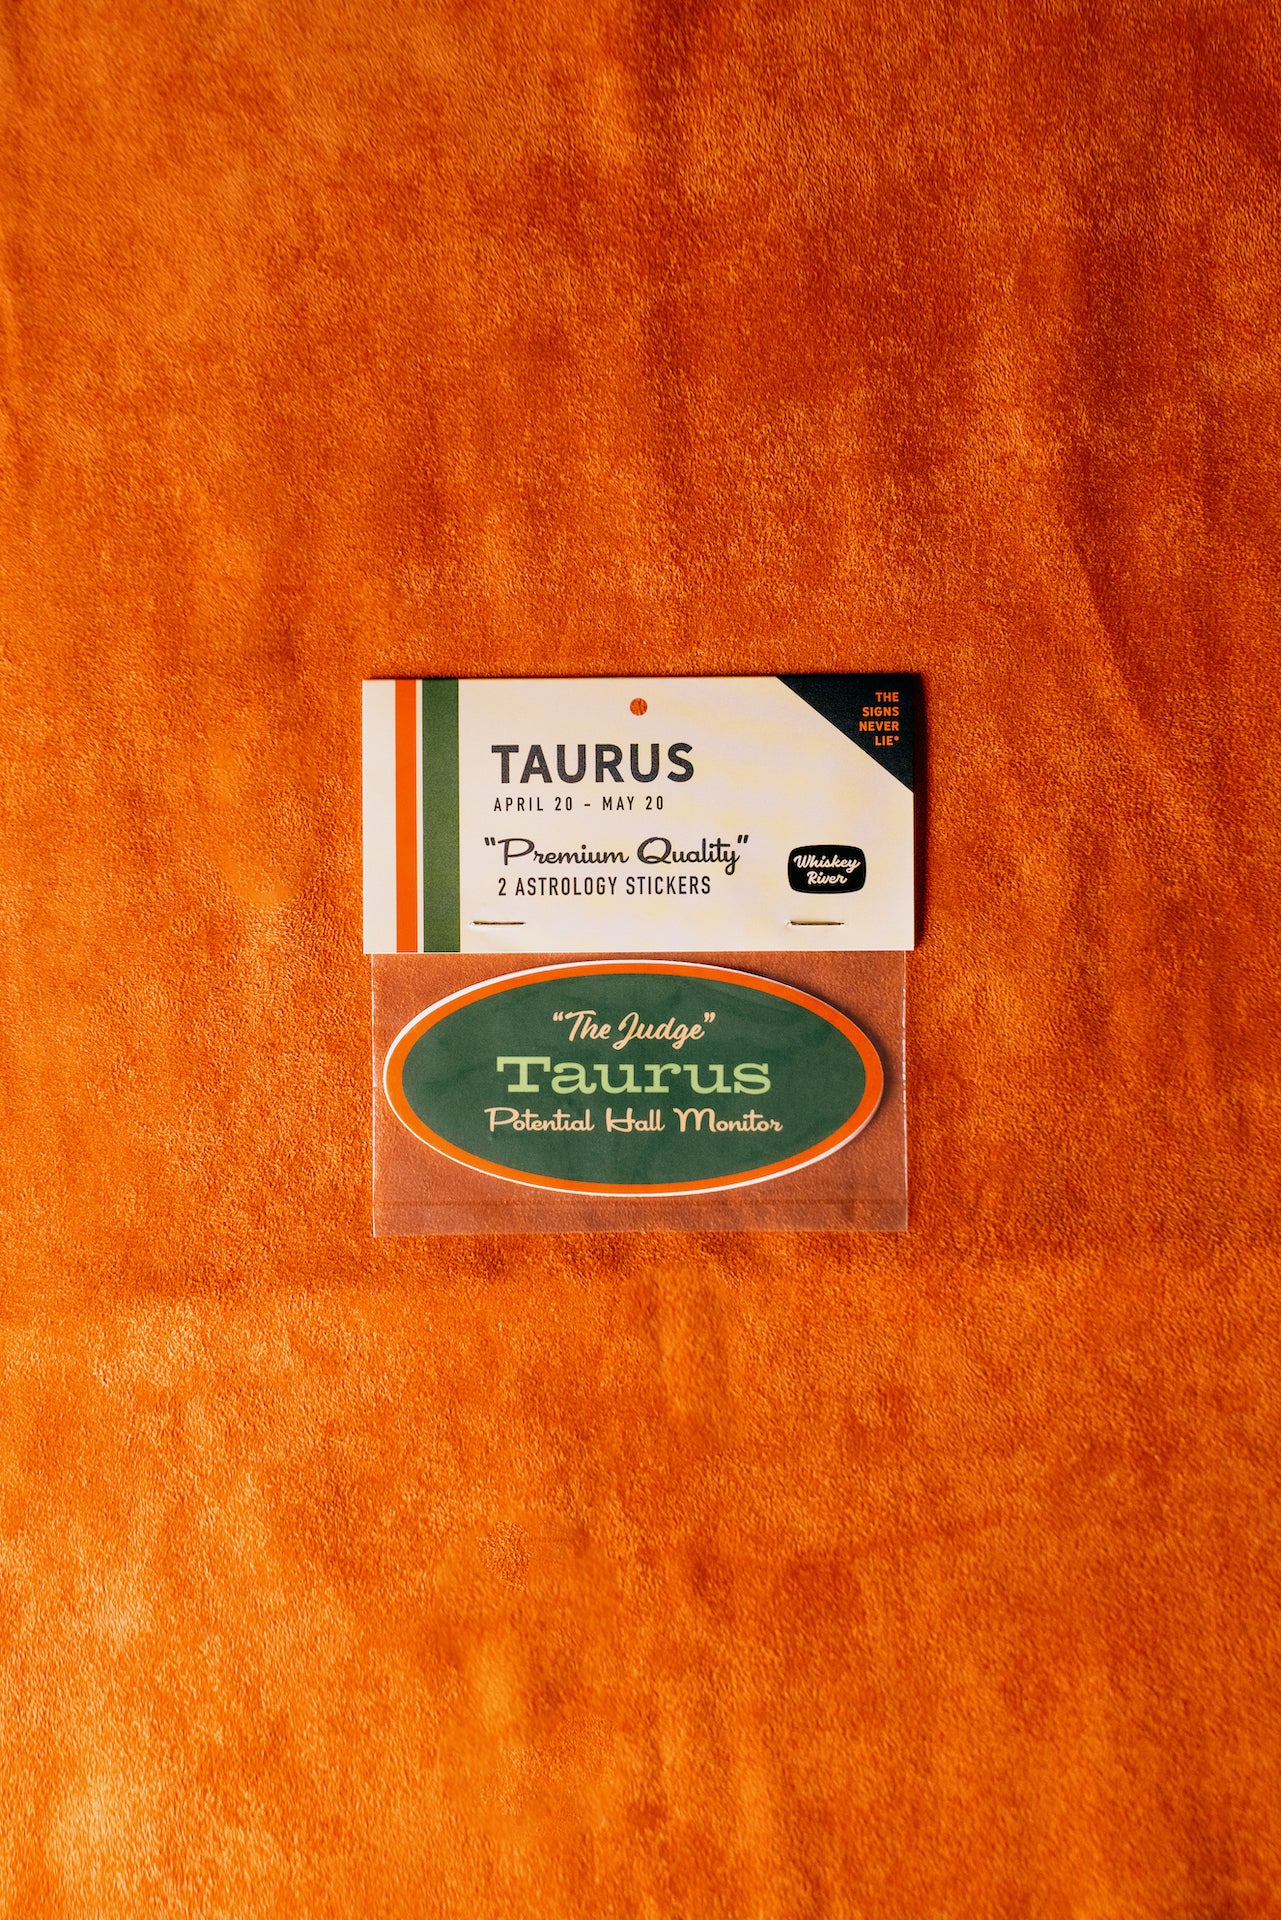 THE
SIGNS
NEVER
LIE*
TAURUS
APRIL 20 - MAY 20
"Premium Quality"
2 ASTROLOGY STICKERS
Whiskey
River
"The Judge"
Taurus
Potential Hall Monitor